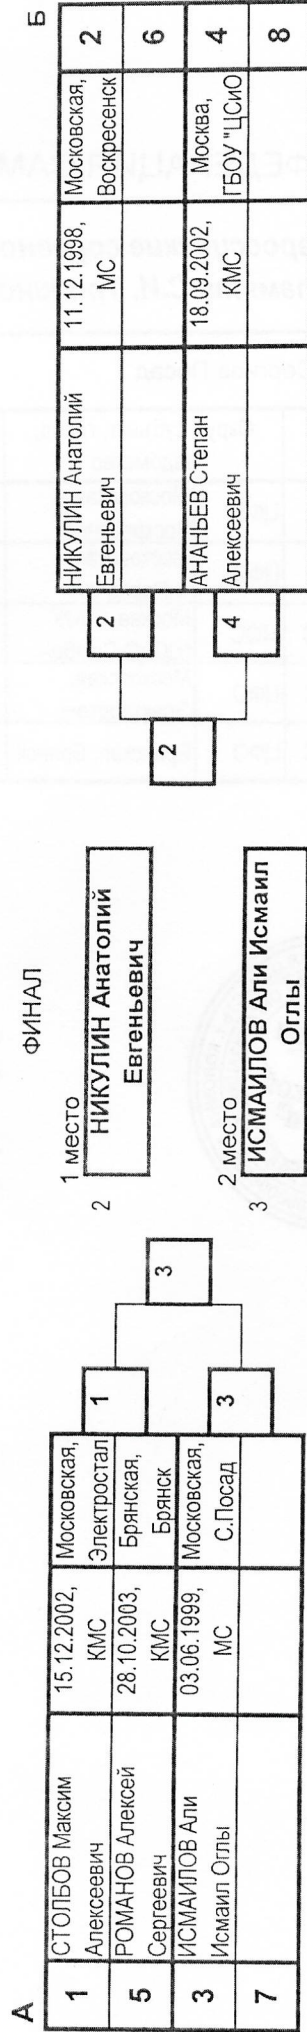 А
1 СТОЛБОВ Максим 15.12.2002, Московская,
Алексеевич КМС Электростал
5 РОМАНОВ Алексей 28.10.2003, Брянская,
Сергеевич КМС Брянск
3 ИСМАИЛОВ Али 03.06.1999, Московская,
Исмаил Оглы МС С.Посад
7
1
3
3
ФИНАЛ
1 место
2 НИКУЛИН Анатолий
Евгеньевич
2 место
3 ИСМАИЛОВ Али Исмаил
Оглы
Б
НИКУЛИН Анатолий 11.12.1998, Московская, 2
Евгеньевич МС Воскресенск
6
АНАНЬЕВ Степан 18.09.2002, Москва, 4
Алексеевич КМС ГБОУ "ЦСиО
8
2
4
2